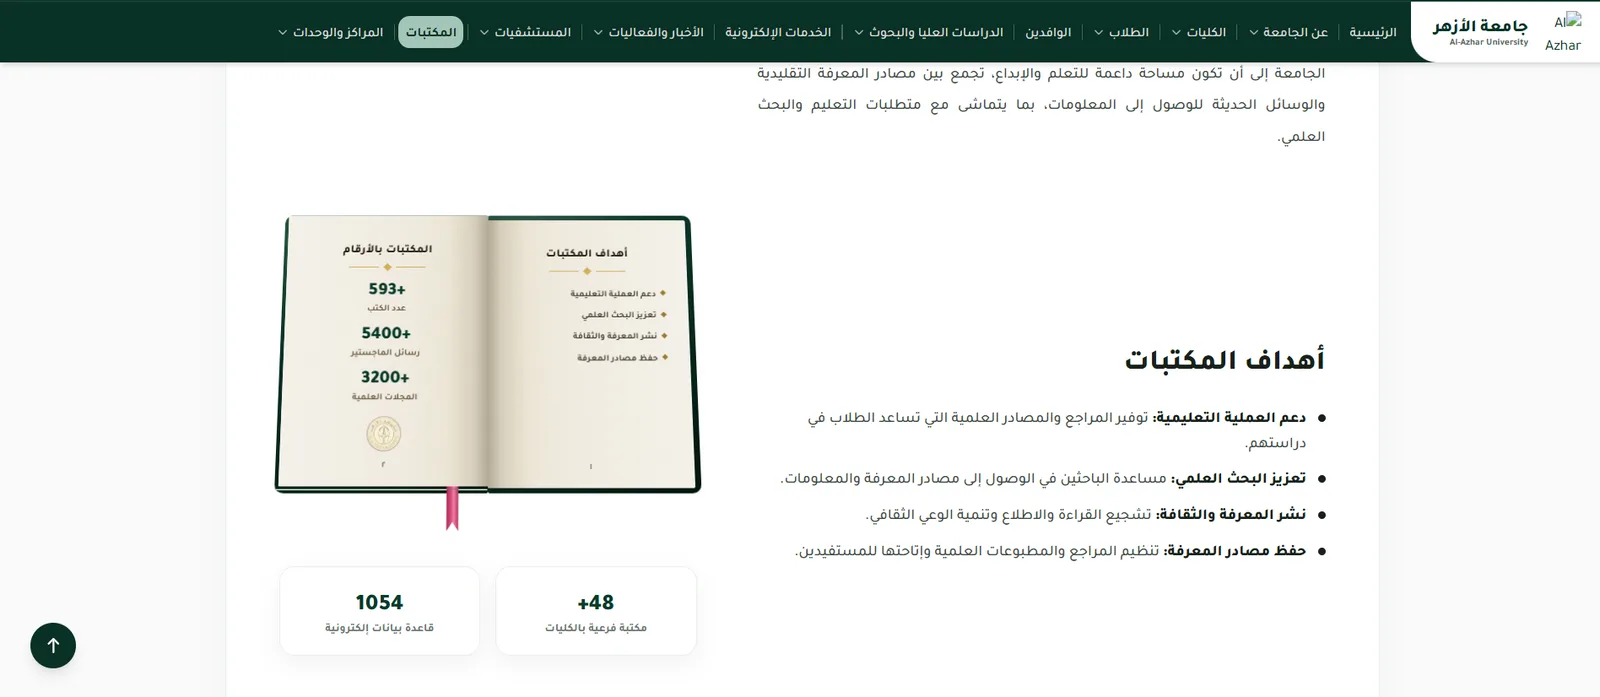 Al Azhar
جامعة الأزهر
Al-Azhar University
الرئيسية
عن الجامعة
الكليات
الطلاب
الوافدين
الدراسات العليا والبحوث
الخدمات الإلكترونية
الأخبار والفعاليات
المستشفيات
المكتبات
المراكز والوحدات
الجامعة إلى أن تكون مساحة داعمة للتعلم والإبداع، تجمع بين مصادر المعرفة التقليدية
والوسائل الحديثة للوصول إلى المعلومات، بما يتماشى مع متطلبات التعليم والبحث
العلمي.
أهداف المكتبات
دعم العملية التعليمية: توفير المراجع والمصادر العلمية التي تساعد الطلاب في
دراستهم.
تعزيز البحث العلمي: مساعدة الباحثين في الوصول إلى مصادر المعرفة والمعلومات.
نشر المعرفة والثقافة: تشجيع القراءة والاطلاع وتنمية الوعي الثقافي.
حفظ مصادر المعرفة: تنظيم المراجع والمطبوعات العلمية وإتاحتها للمستفيدين.
أهداف المكتبات
دعم العملية التعليمية
تعزيز البحث العلمي
نشر المعرفة والثقافة
حفظ مصادر المعرفة
١
المكتبات بالأرقام
593+
عدد الكتب
5400+
رسائل الماجستير
3200+
المجلات العلمية
٢
+48
مكتبة فرعية بالكليات
1054
قاعدة بيانات إلكترونية